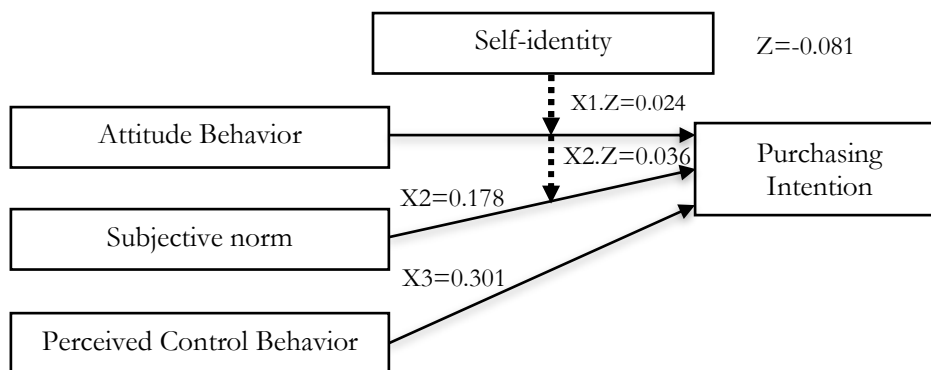 Self-identity
Z=-0.081
X1.Z=0.024
Attitude Behavior
X2.Z=0.036
Purchasing
Intention
X2=0.178
Subjective norm
X3=0.301
Perceived Control Behavior